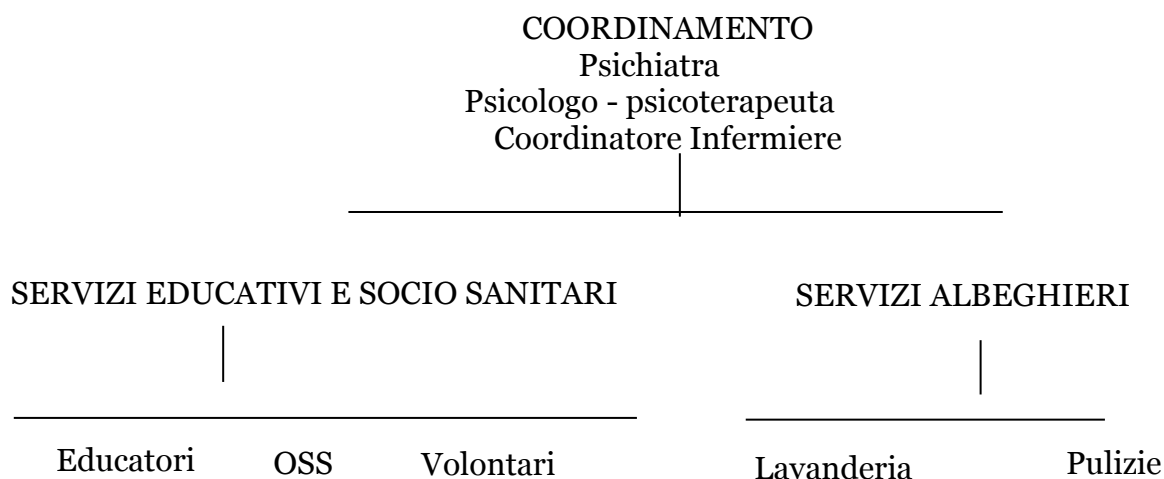 COORDINAMENTO
Psichiatra
Psicologo - psicoterapeuta
Coordinatore Infermiere
SERVIZI EDUCATIVI E SOCIO SANITARI
SERVIZI ALBEGHIERI
Educatori OSS Volontari
Lavanderia Pulizie